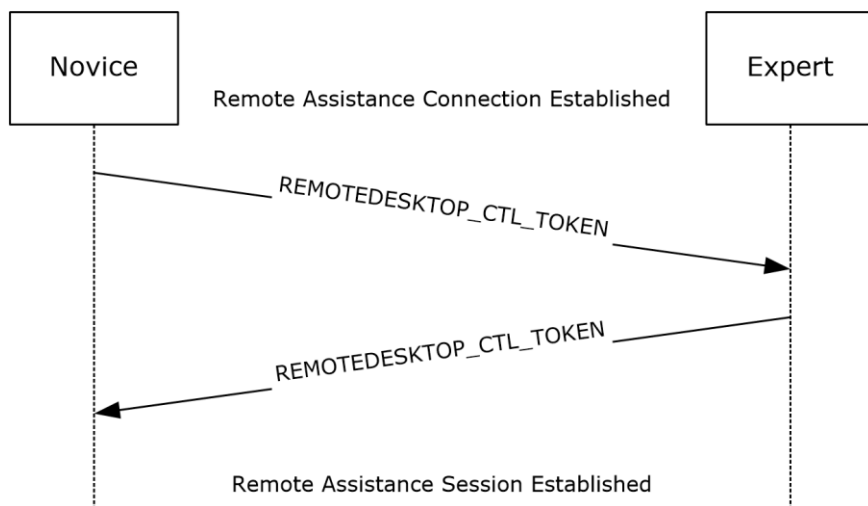 Novice
Expert
Remote Assistance Connection Established
REMOTEDESKTOP_CTL_TOKEN
REMOTEDESKTOP_CTL_TOKEN
Remote Assistance Session Established